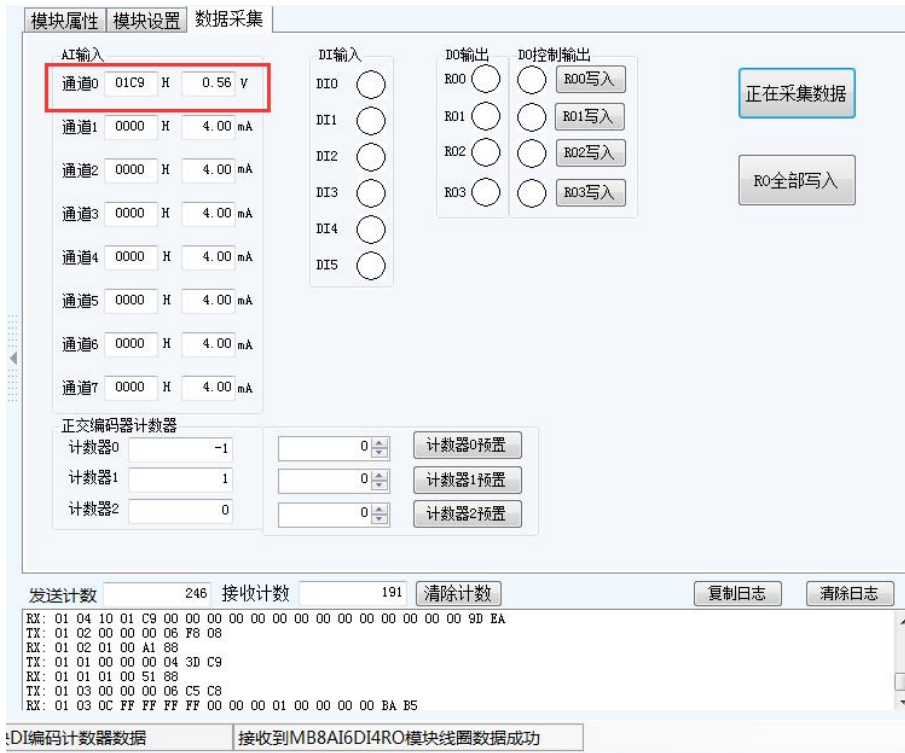 模块属性 模块设置 数据采集
AI输入
通道0 01C9 H 0.56 V
通道1 0000 H 4.00 mA
通道2 0000 H 4.00 mA
通道3 0000 H 4.00 mA
通道4 0000 H 4.00 mA
通道5 0000 H 4.00 mA
通道6 0000 H 4.00 mA
通道7 0000 H 4.00 mA
DI输入
DI0
DI1
DI2
DI3
DI4
DI5
DO输出
RO0
RO1
RO2
RO3
DO控制输出
RO0写入
RO1写入
RO2写入
RO3写入
正在采集数据
RO全部写入
正交编码器计数器
计数器0 -1
计数器1 1
计数器2 0
0 计数器0预置
0 计数器1预置
0 计数器2预置
发送计数 246 接收计数 191 清除计数 复制日志 清除日志
RX: 01 04 10 01 C9 00 00 00 00 00 00 00 00 00 00 00 00 00 00 9D EA
TX: 01 02 00 00 00 06 F8 08
RX: 01 02 01 00 A1 88
TX: 01 01 00 00 00 04 3D C9
RX: 01 01 01 00 51 88
TX: 01 03 00 00 00 06 C5 C8
RX: 01 03 0C FF FF FF FF 00 00 00 01 00 00 00 00 BA B5
DI编码计数器数据 接收到MB8AI6DI4RO模块线圈数据成功